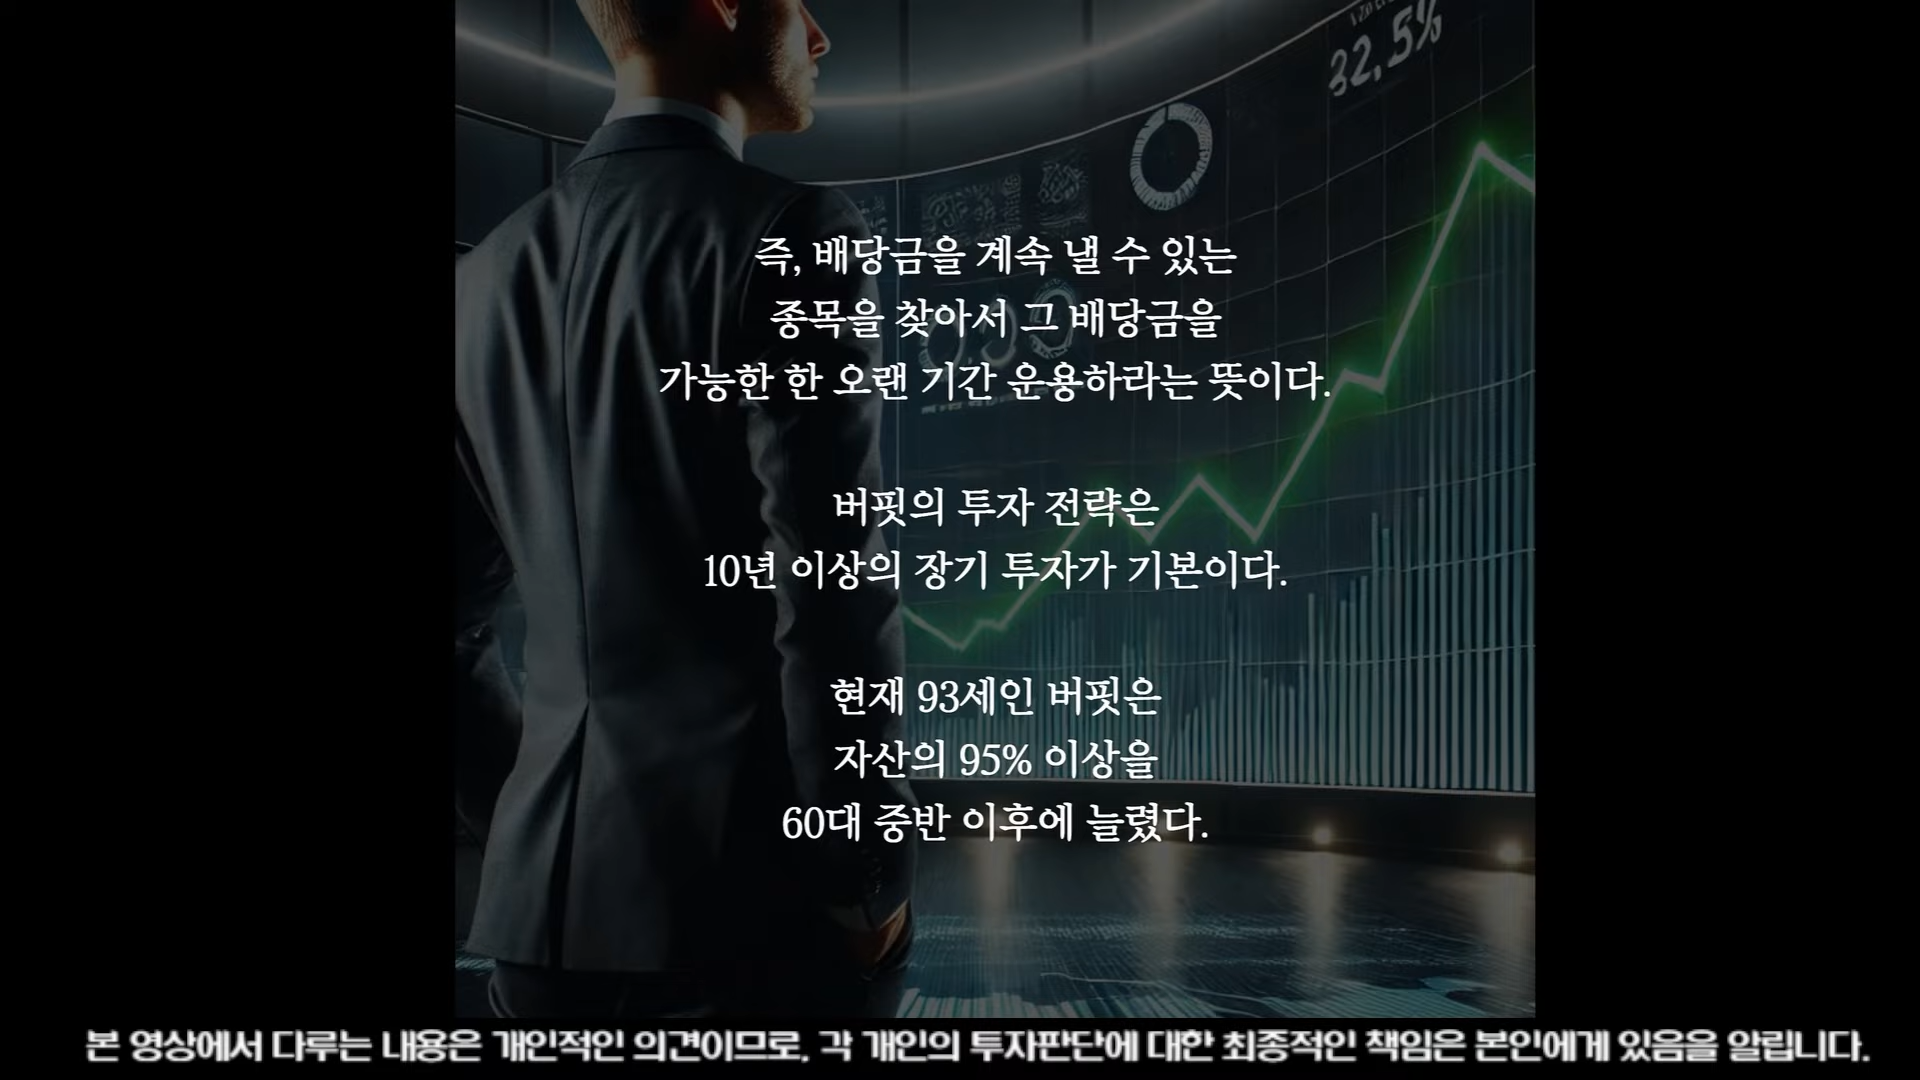 32,5%
즉, 배당금을 계속 낼 수 있는
종목을 찾아서 그 배당금을
가능한 한 오랜 기간 운용하라는 뜻이다.
버핏의 투자 전략은
10년 이상의 장기 투자가 기본이다.
현재 93세인 버핏은
자산의 95% 이상을
60대 중반 이후에 늘렸다.
본 영상에서 다루는 내용은 개인적인 의견이므로, 각 개인의 투자판단에 대한 최종적인 책임은 본인에게 있음을 알립니다.